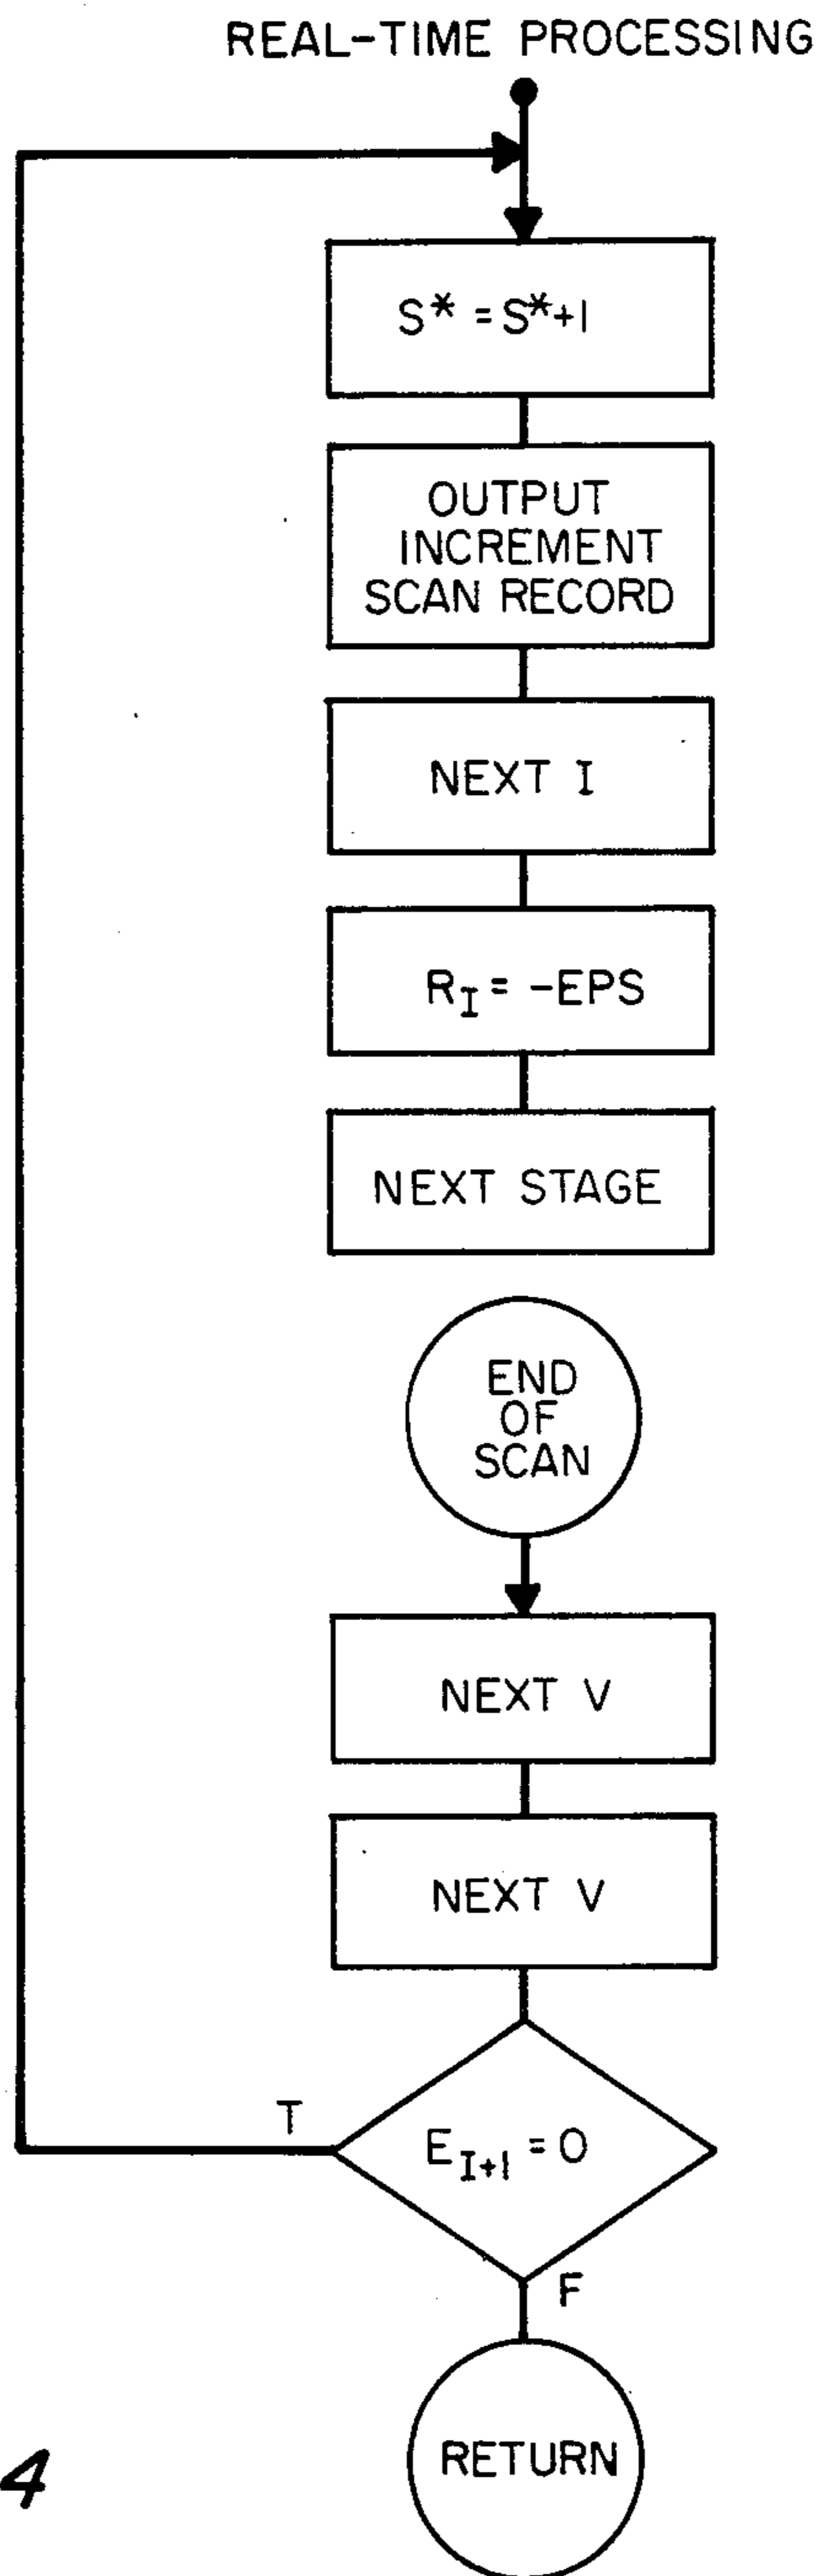 REAL-TIME PROCESSING
S* = S*+1
OUTPUT
INCREMENT
SCAN RECORD
NEXT I
R_I = -EPS
NEXT STAGE
END
OF
SCAN
NEXT V
NEXT V
T
E_I+1 = 0
F
RETURN
4